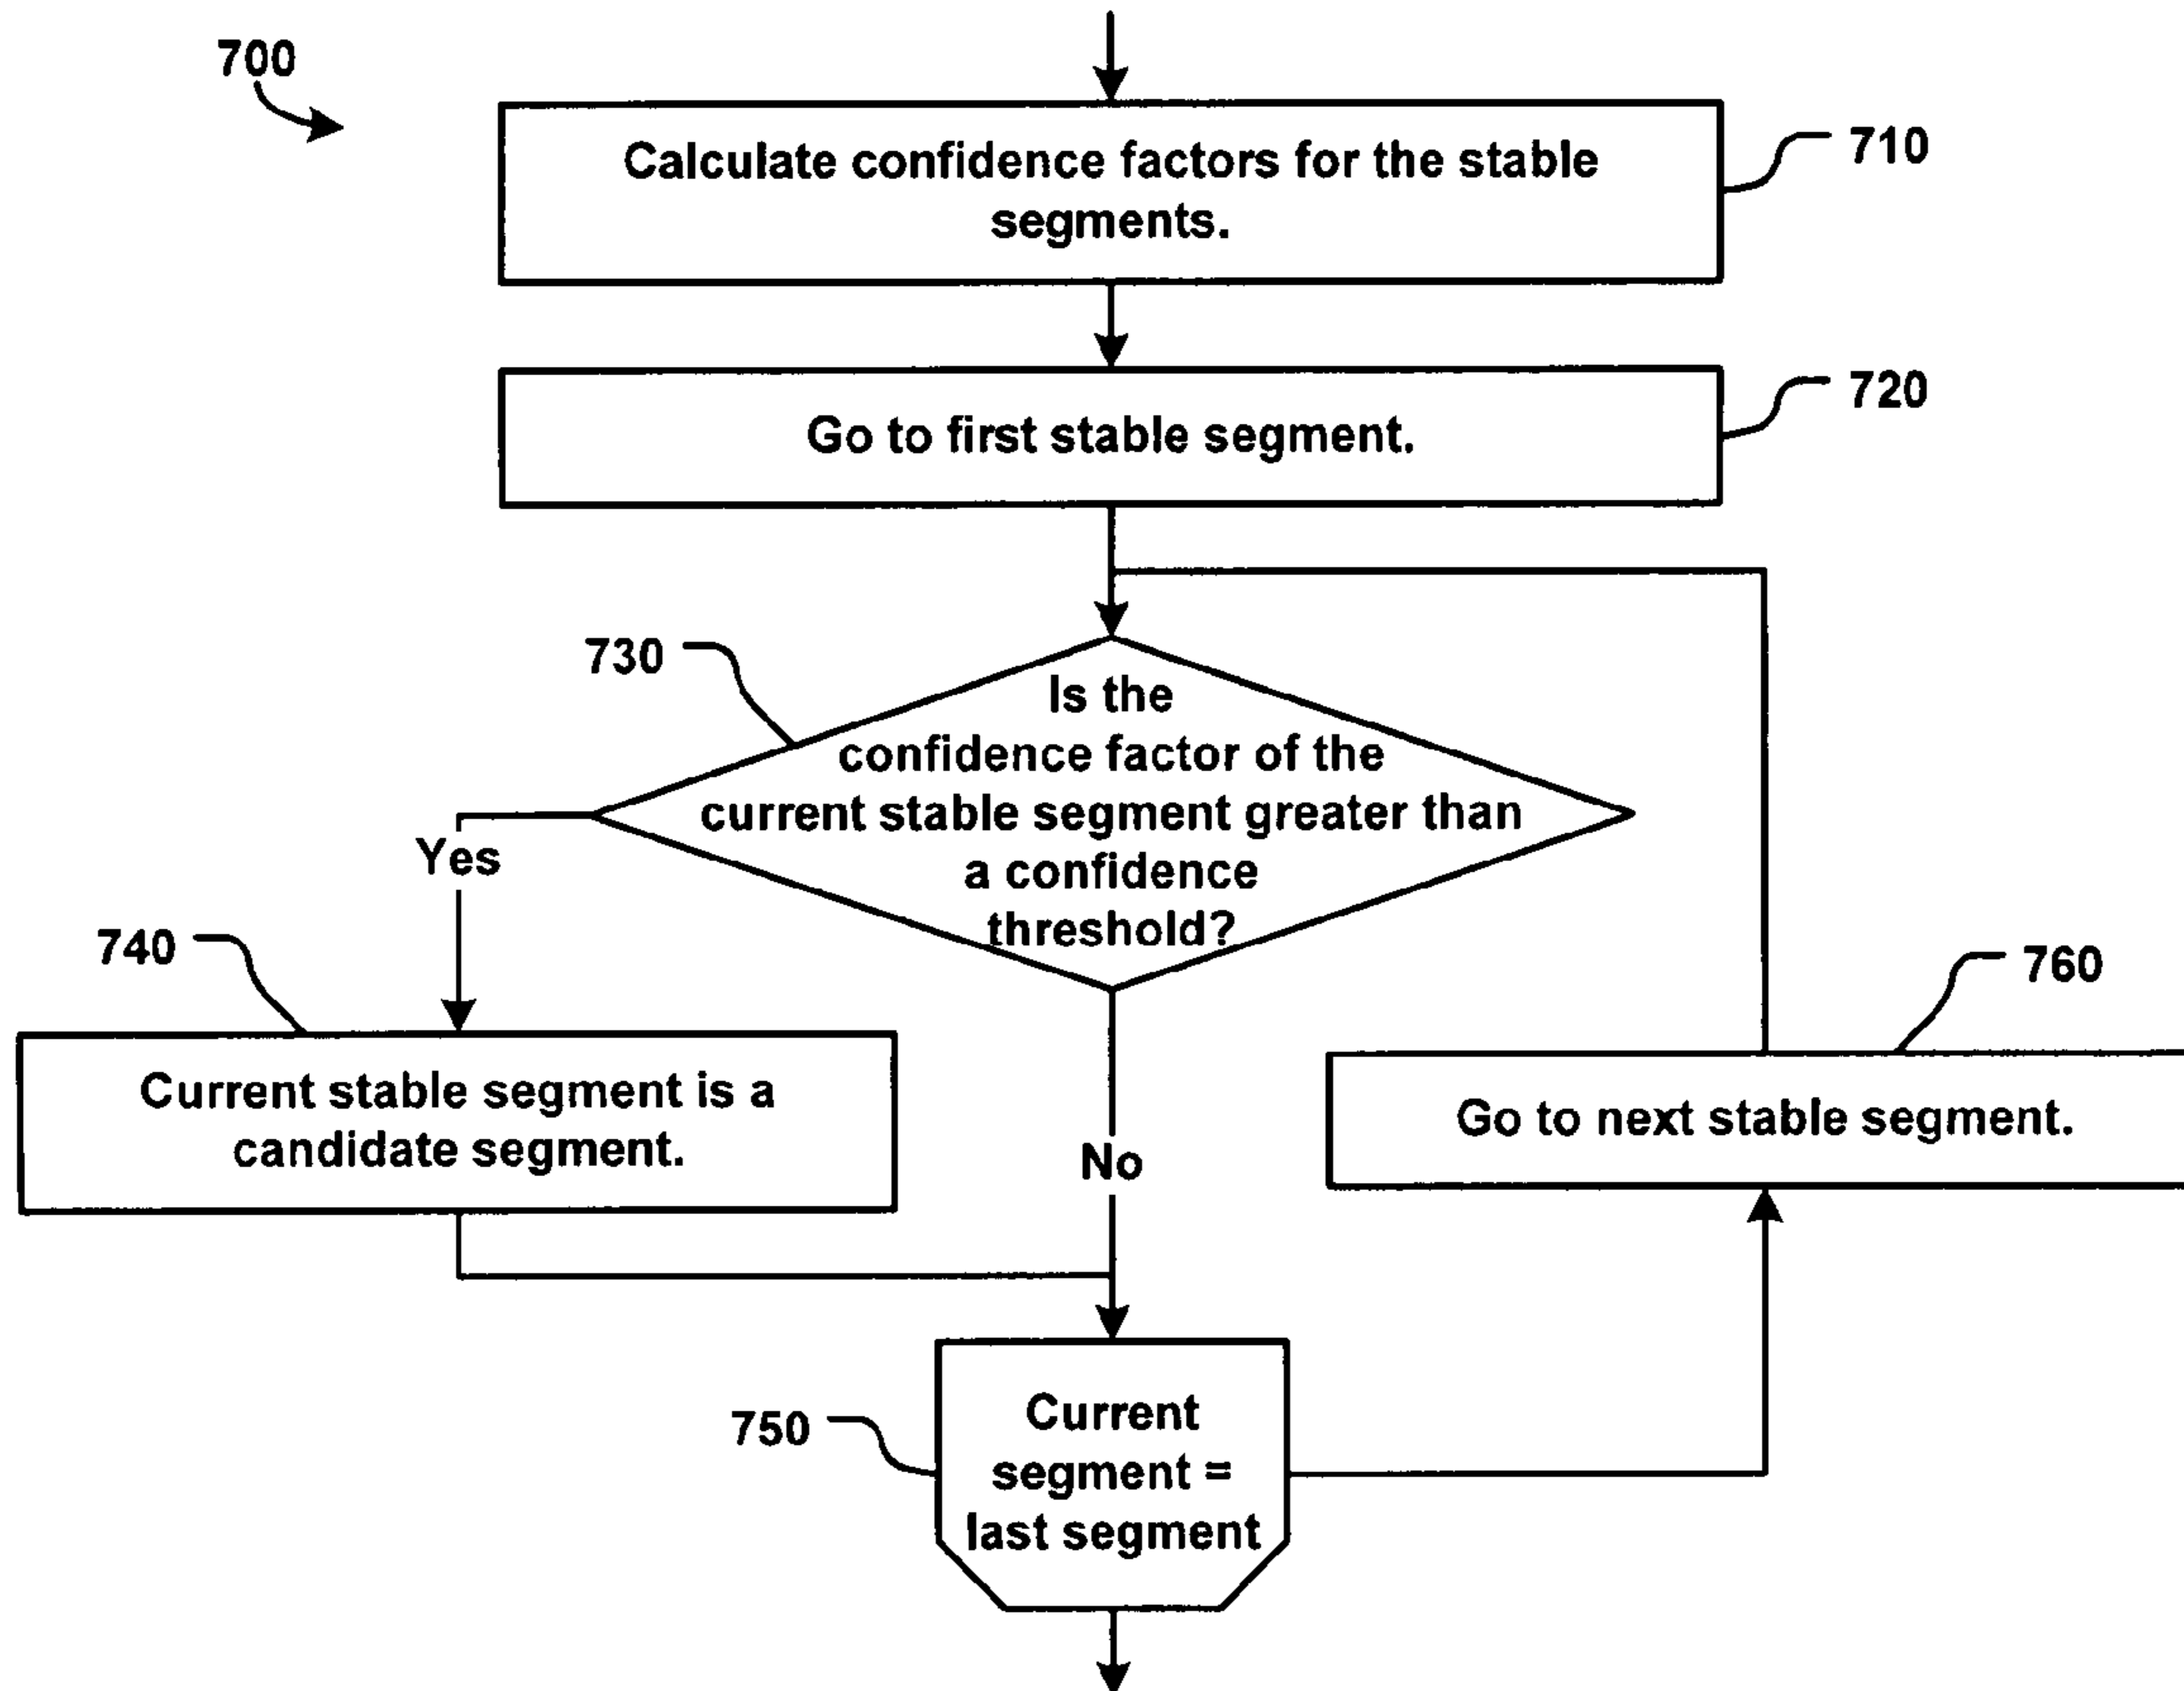 700
Calculate confidence factors for the stable
segments.
710
Go to first stable segment.
720
730
Is the
confidence factor of the
current stable segment greater than
a confidence
threshold?
Yes
740
Current stable segment is a
candidate segment.
No
760
Go to next stable segment.
750
Current
segment =
last segment